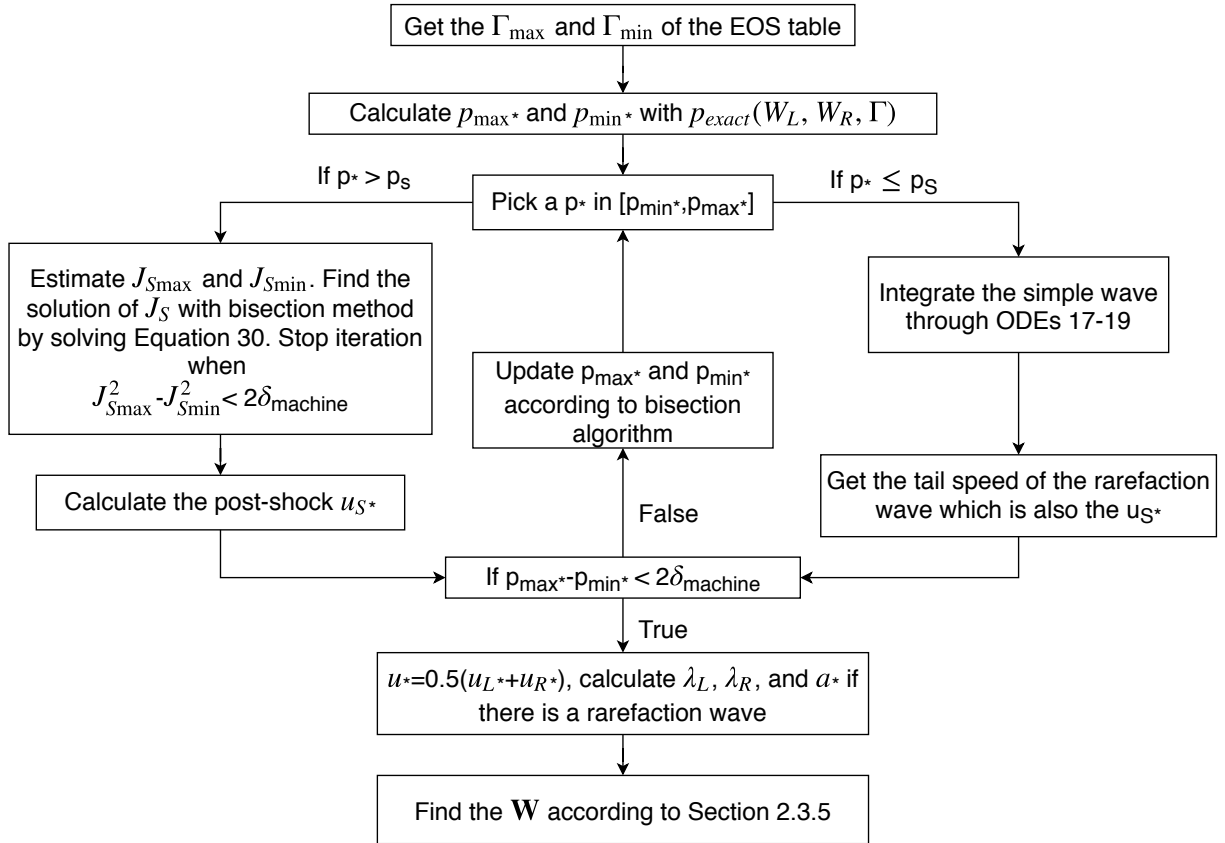 Get the Γmax and Γmin of the EOS table
Calculate pmax* and pmin* with pexact(WL, WR, Γ)
If p* > ps
Pick a p* in [pmin*,pmax*]
If p* ≤ pS
Estimate JSmax and JSmin. Find the
solution of JS with bisection method
by solving Equation 30. Stop iteration
when
J²Smax-J²Smin< 2δmachine
Integrate the simple wave
through ODEs 17-19
Update pmax* and pmin*
according to bisection
algorithm
Calculate the post-shock uS*
Get the tail speed of the rarefaction
wave which is also the uS*
False
If pmax*-pmin* < 2δmachine
True
u*=0.5(uL*+uR*), calculate λL, λR, and a* if
there is a rarefaction wave
Find the W according to Section 2.3.5